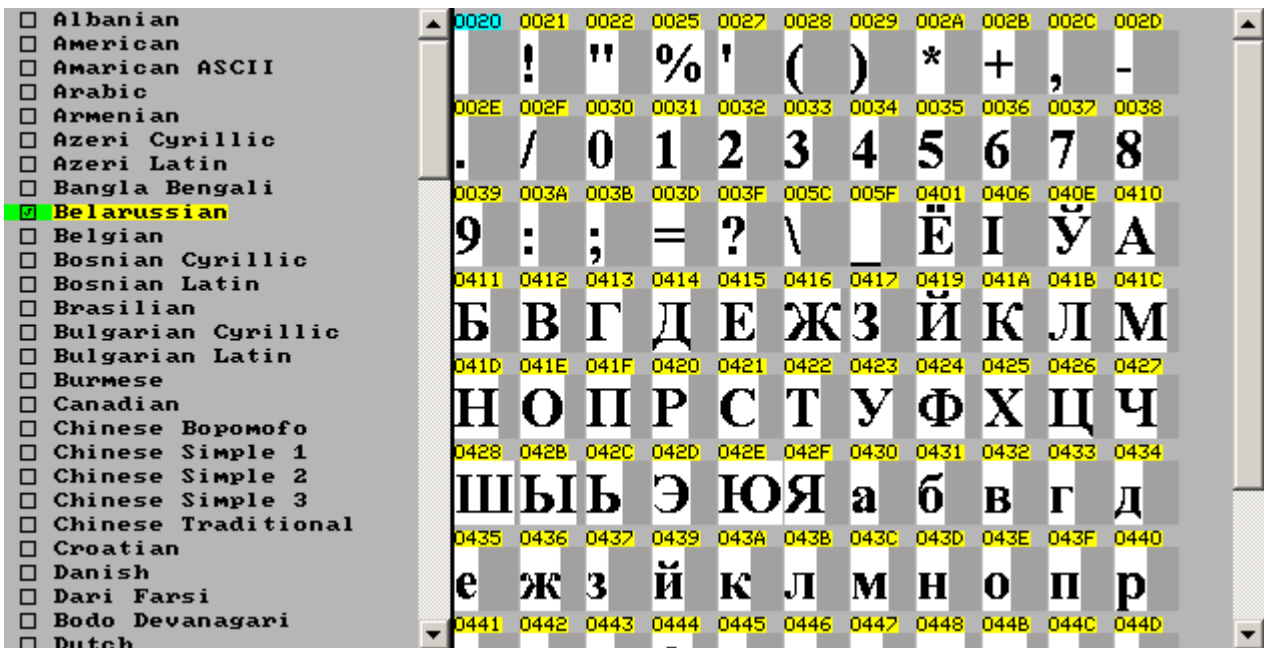 Albanian
American
Amarican ASCII
Arabic
Armenian
Azeri Cyrillic
Azeri Latin
Bangla Bengali
Belarussian
Belgian
Bosnian Cyrillic
Bosnian Latin
Brasilian
Bulgarian Cyrillic
Bulgarian Latin
Burmese
Canadian
Chinese Bopomofo
Chinese Simple 1
Chinese Simple 2
Chinese Simple 3
Chinese Traditional
Croatian
Danish
Dari Farsi
Bodo Devanagari
Dutch
0020 0021 0022 0025 0027 0028 0029 002A 002B 002C 002D
! " % ' ( ) * + , -
002E 002F 0030 0031 0032 0033 0034 0035 0036 0037 0038
. / 0 1 2 3 4 5 6 7 8
0039 003A 003B 003D 003F 005C 005F 0401 0406 040E 0410
9 : ; = ? \ _ Ё І Ў А
0411 0412 0413 0414 0415 0416 0417 0419 041A 041B 041C
Б В Г Д Е Ж З Й К Л М
041D 041E 041F 0420 0421 0422 0423 0424 0425 0426 0427
Н О П Р С Т У Ф Х Ц Ч
0428 042B 042C 042D 042E 042F 0430 0431 0432 0433 0434
Ш Ы Ь Э Ю Я а б в г д
0435 0436 0437 0439 043A 043B 043C 043D 043E 043F 0440
е ж з й к л м н о п р
0441 0442 0443 0444 0445 0446 0447 0448 044B 044C 044D